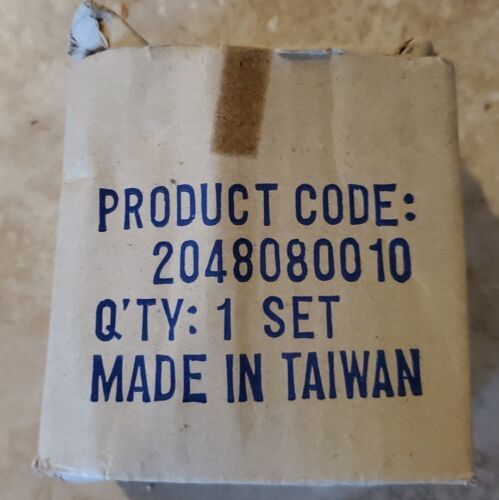 PRODUCT CODE:
2048080010
Q'TY: 1 SET
MADE IN TAIWAN